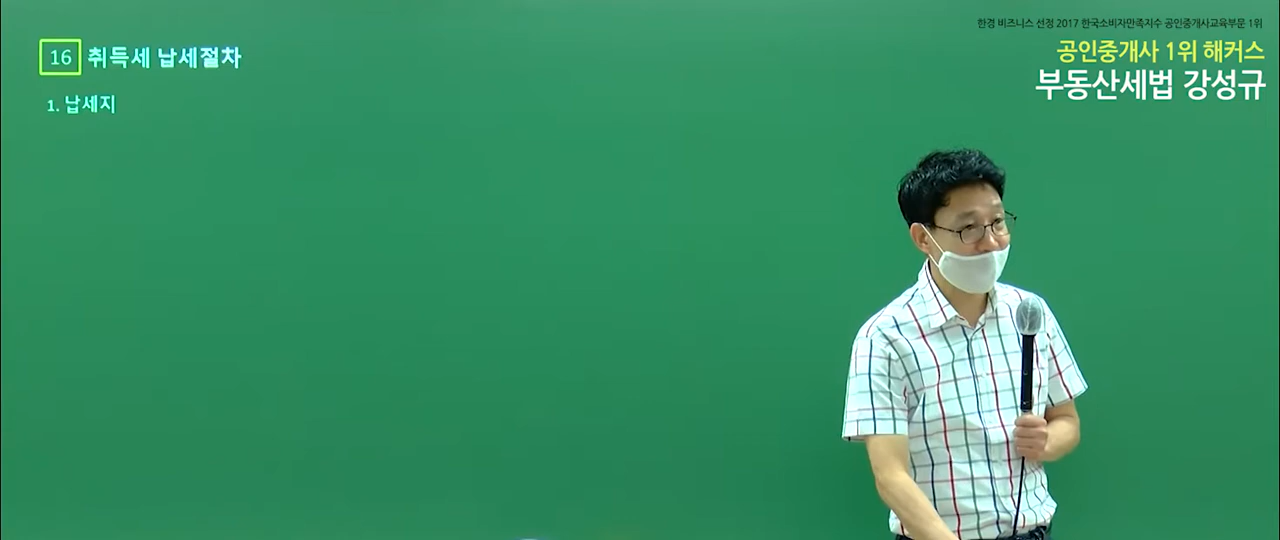 16 취득세 납세절차
1. 납세지
한경 비즈니스 선정 2017 한국소비자만족지수 공인중개사교육부문 1위
공인중개사 1위 해커스
부동산세법 강성규